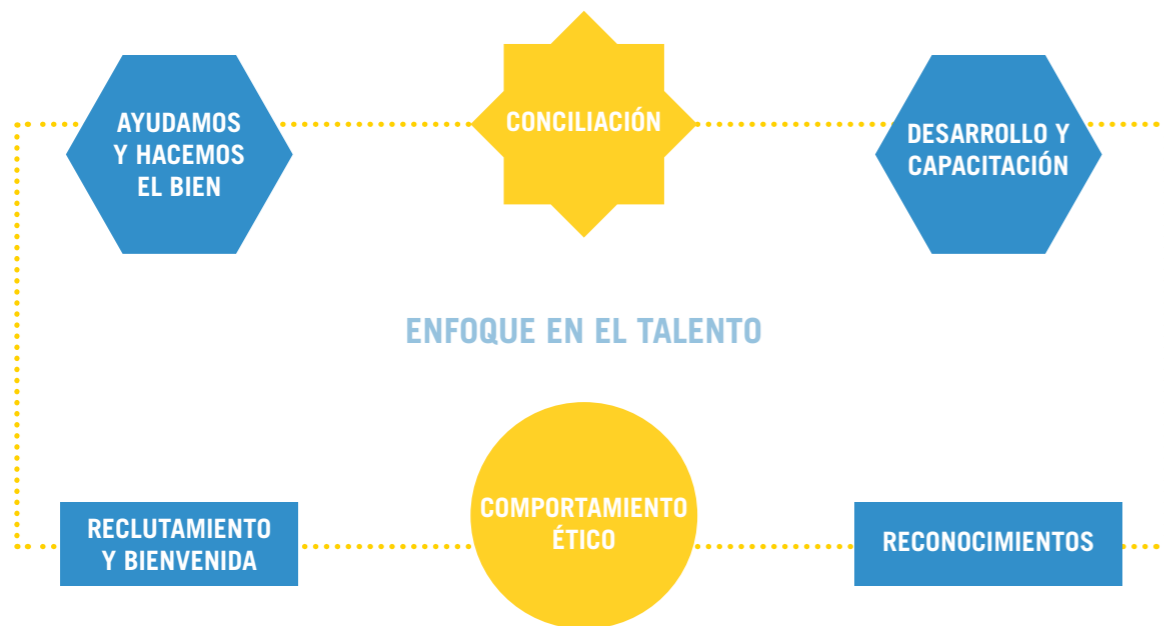 AYUDAMOS
Y HACEMOS
EL BIEN
CONCILIACIÓN
DESARROLLO Y
CAPACITACIÓN
ENFOQUE EN EL TALENTO
RECLUTAMIENTO
Y BIENVENIDA
COMPORTAMIENTO
ÉTICO
RECONOCIMIENTOS